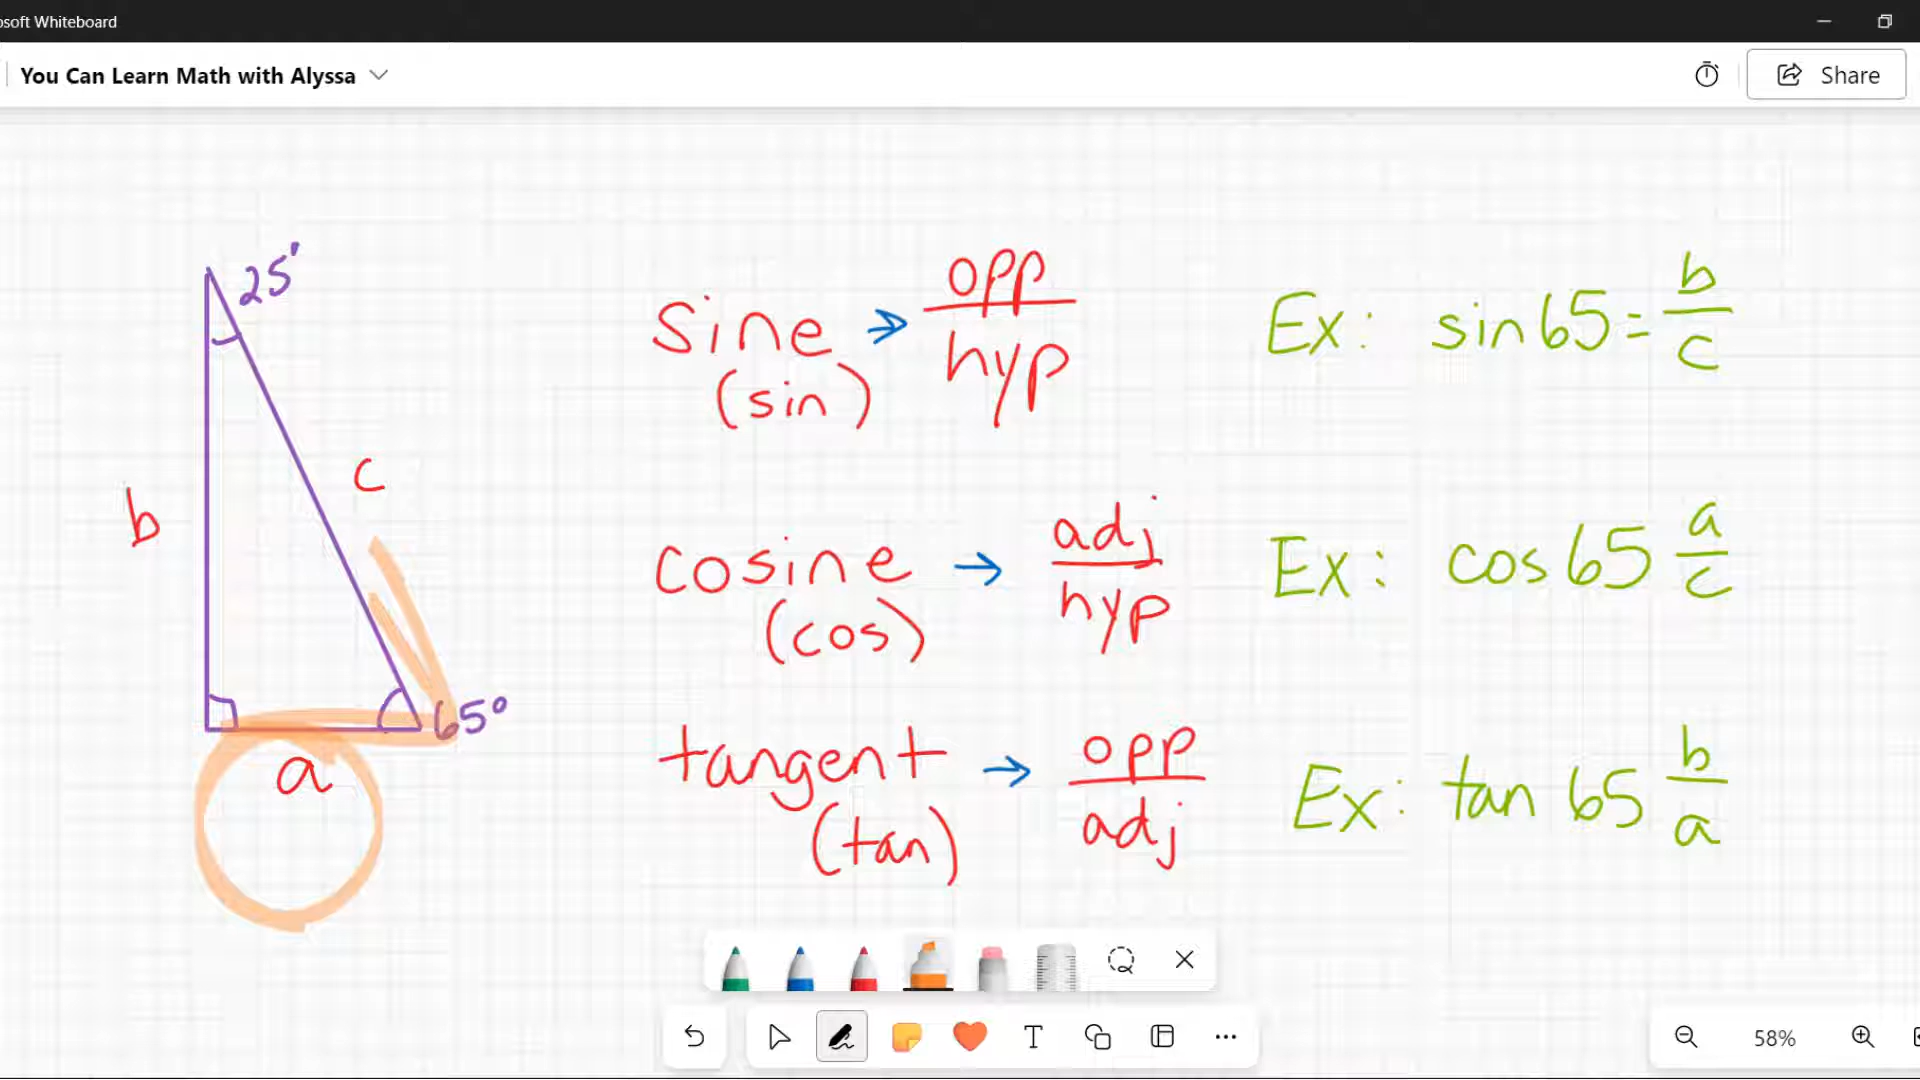 osoft Whiteboard
You Can Learn Math with Alyssa
Share
25°
b
c
a
65°
Sine → opp/hyp
(sin)
Ex: sin 65 = b/c
cosine → adj/hyp
(cos)
Ex: cos 65 a/c
tangent → opp/adj
(tan)
Ex: tan 65 b/a
58%